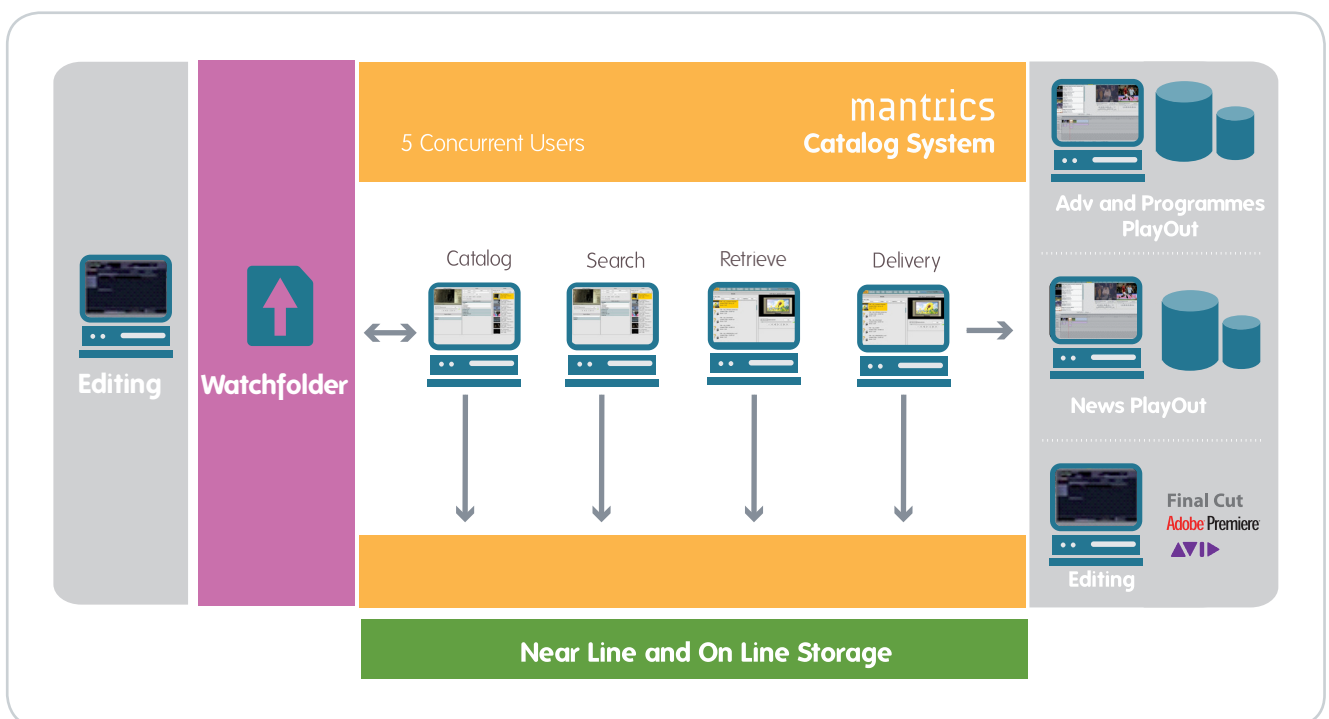 mantrics
5 Concurrent Users
Catalog System
Adv and Programmes
PlayOut
Catalog
Search
Retrieve
Delivery
Editing
Watchfolder
News PlayOut
Final Cut
Adobe Premiere
AVID
Editing
Near Line and On Line Storage